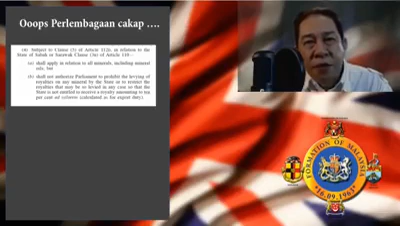 Ooops Perlembagaan cakap ....
(4) Subject to Clause (5) of Article 112D, in relation to the
State of Sabah or Sarawak Clause (3A) of Article 110—
(a) shall apply in relation to all minerals, including mineral
oils; but
(b) shall not authorize Parliament to prohibit the levying of
royalties on any mineral by the State or to restrict the
royalties that may be so levied in any case so that the
State is not entitled to receive a royalty amounting to ten
per cent ad valorem (calculated as for export duty).
FORMATION OF MALAYSIA
*16.09.1963*